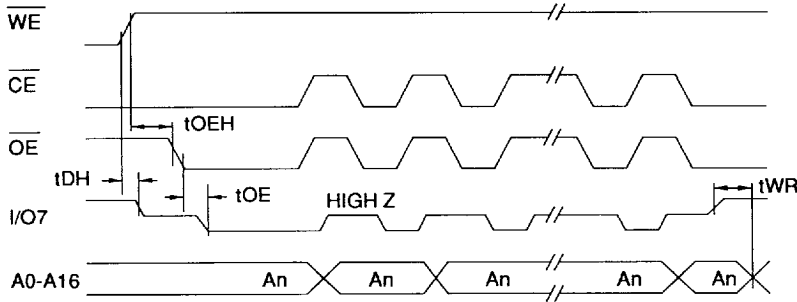 WE
CE
tOEH
OE
tDH
tOE
tWR
I/O7
HIGH Z
A0-A16
An
An
An
An
An